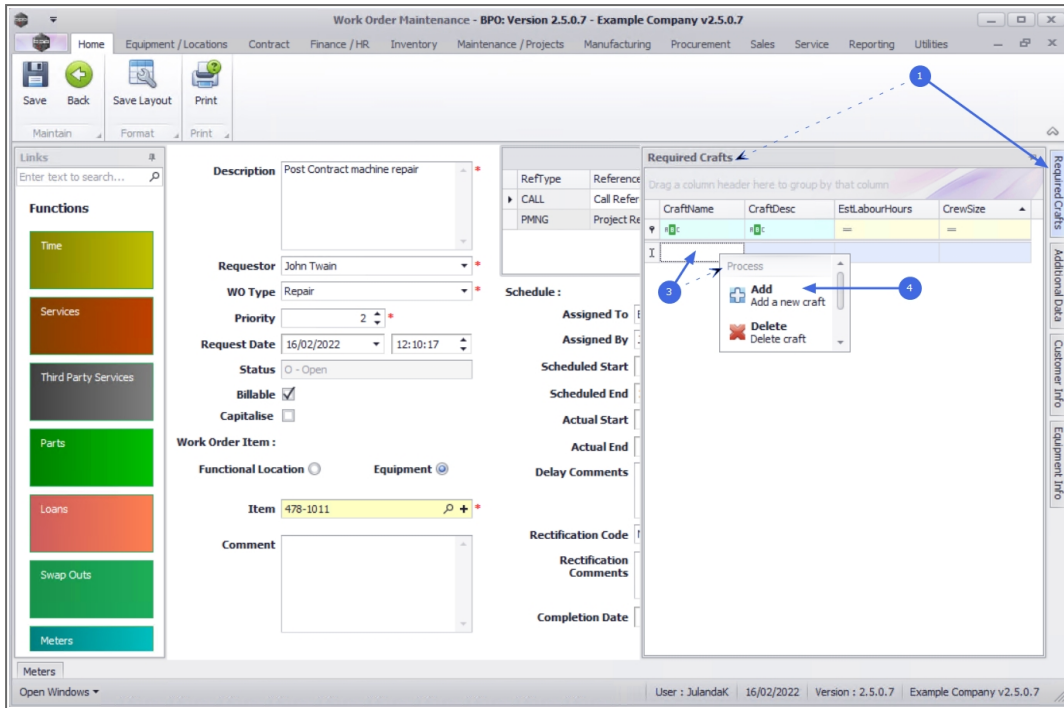 Work Order Maintenance - BPO: Version 2.5.0.7 - Example Company v2.5.0.7
Home Equipment / Locations Contract Finance / HR Inventory Maintenance / Projects Manufacturing Procurement Sales Service Reporting Utilities
Save Back Save Layout Print
Maintain Format Print
1
Links
Enter text to search...
Functions
Time
Services
Third Party Services
Parts
Loans
Swap Outs
Meters
Description Post Contract machine repair *
Requestor John Twain *
WO Type Repair *
Priority 2 *
Request Date 16/02/2022 12:10:17
Status O - Open
Billable
Capitalise
Work Order Item :
Functional Location Equipment
Item 478-1011 *
Comment
RefType Reference
CALL Call Refer
PMNG Project Re
Schedule :
Assigned To
Assigned By
Scheduled Start
Scheduled End
Actual Start
Actual End
Delay Comments
Rectification Code
Rectification
Comments
Completion Date
Required Crafts
Drag a column header here to group by that column
CraftName CraftDesc EstLabourHours CrewSize
= =
3
Process
Add
Add a new craft
4
Delete
Delete craft
Required Crafts
Additional Data
Customer Info
Equipment Info
Meters
Open Windows User : JulandaK 16/02/2022 Version : 2.5.0.7 Example Company v2.5.0.7